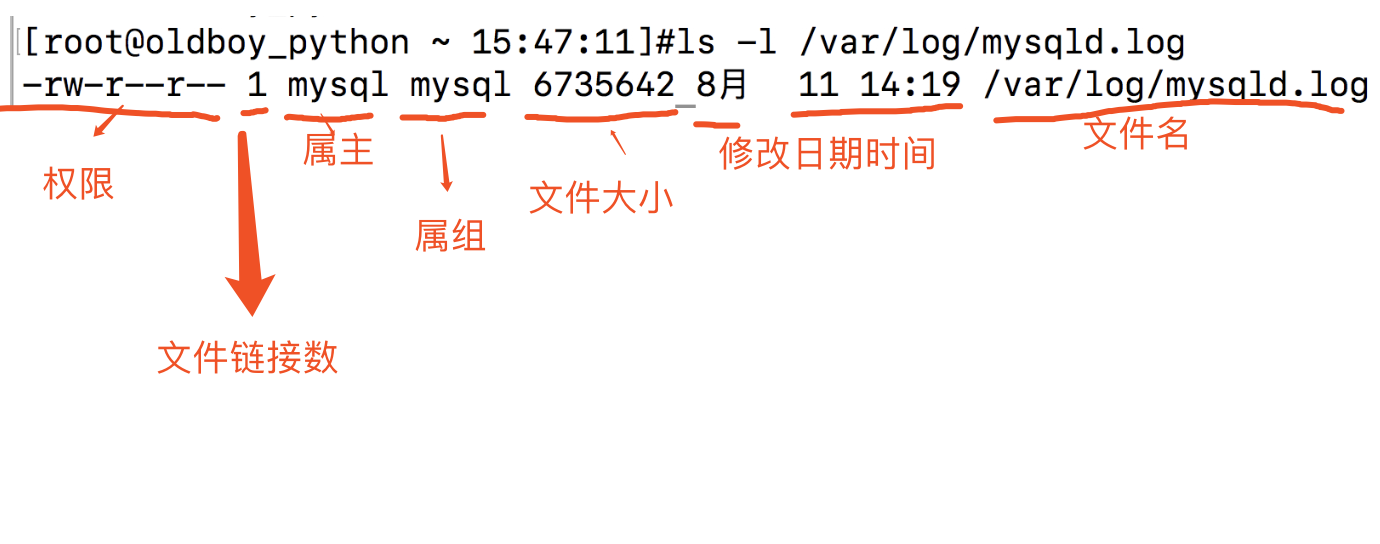 [root@oldboy_python ~ 15:47:11]#ls -l /var/log/mysqld.log
-rw-r--r-- 1 mysql mysql 6735642 8月  11 14:19 /var/log/mysqld.log
权限
属主
属组
文件大小
修改日期时间
文件名
文件链接数